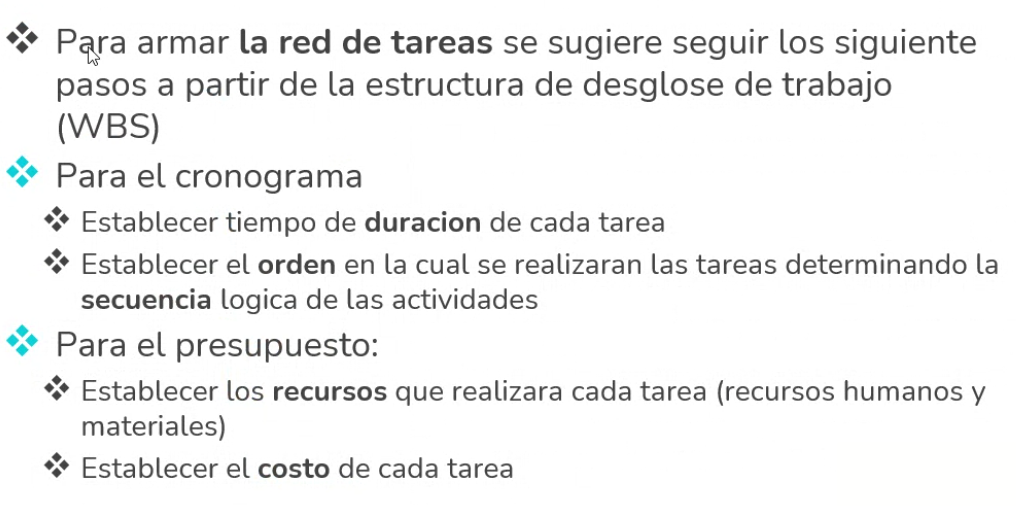 Para armar la red de tareas se sugiere seguir los siguiente
pasos a partir de la estructura de desglose de trabajo
(WBS)
Para el cronograma
Establecer tiempo de duracion de cada tarea
Establecer el orden en la cual se realizaran las tareas determinando la
secuencia logica de las actividades
Para el presupuesto:
Establecer los recursos que realizara cada tarea (recursos humanos y
materiales)
Establecer el costo de cada tarea